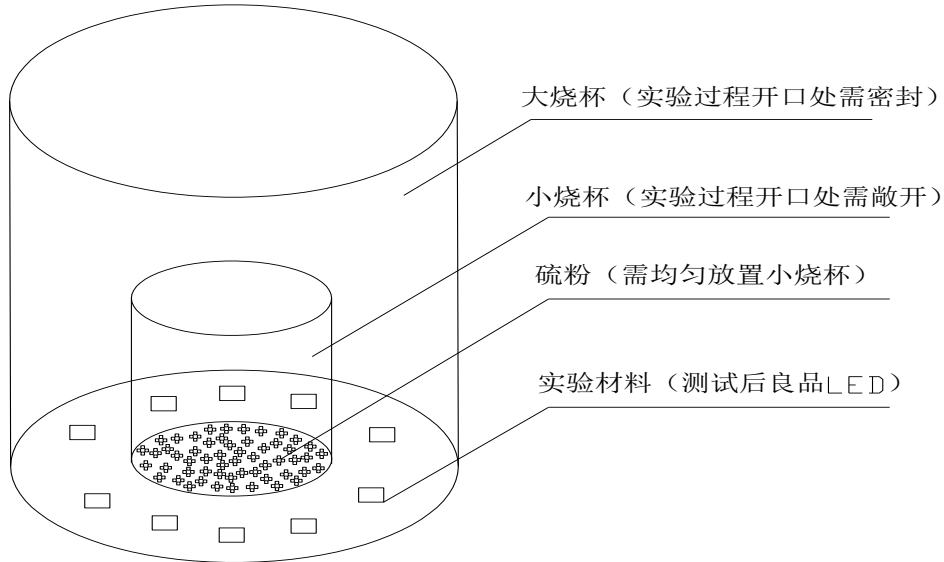 大烧杯（实验过程开口处需密封）
小烧杯（实验过程开口处需敞开）
硫粉（需均匀放置小烧杯）
实验材料（测试后良品LED）